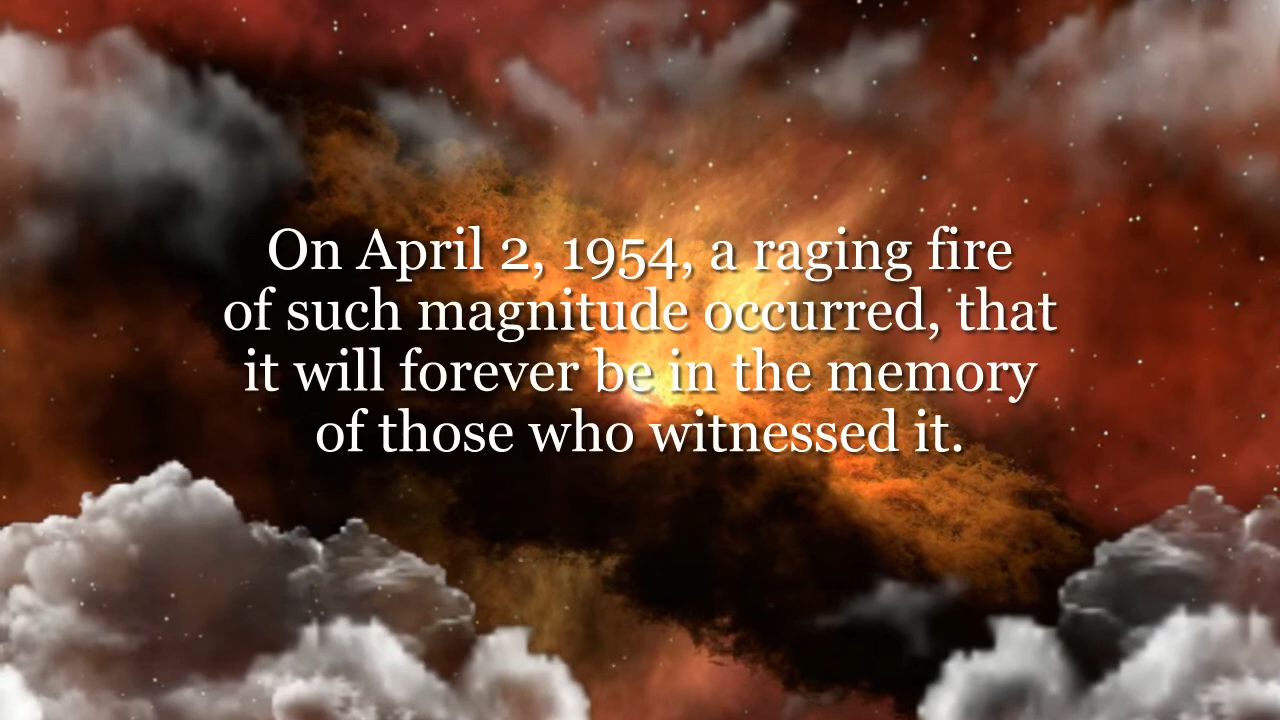 On April 2, 1954, a raging fire
of such magnitude occurred, that
it will forever be in the memory
of those who witnessed it.